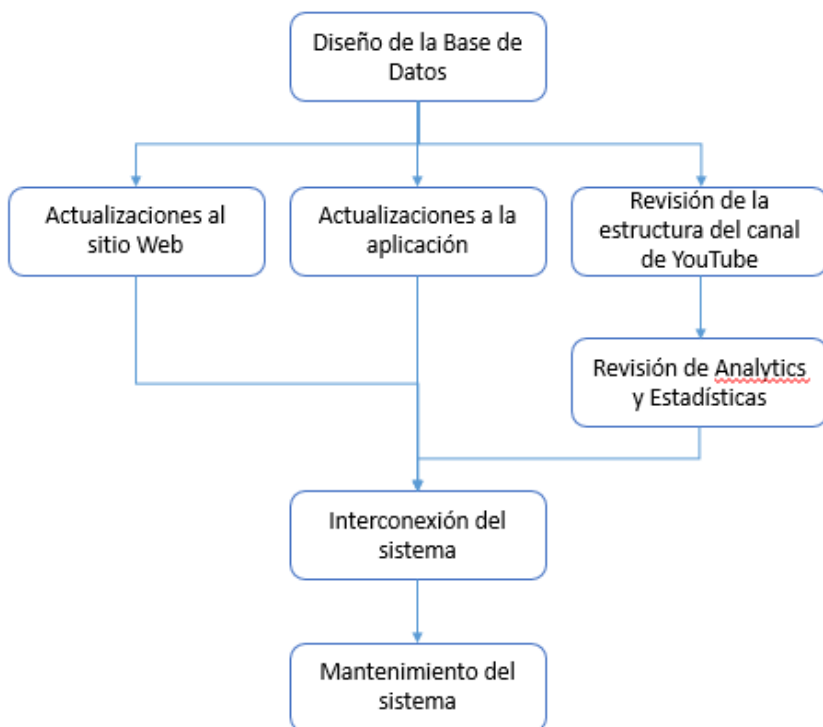 Diseño de la Base de
Datos
Actualizaciones al
sitio Web
Actualizaciones a la
aplicación
Revisión de la
estructura del canal
de YouTube
Revisión de Analytics
y Estadísticas
Interconexión del
sistema
Mantenimiento del
sistema